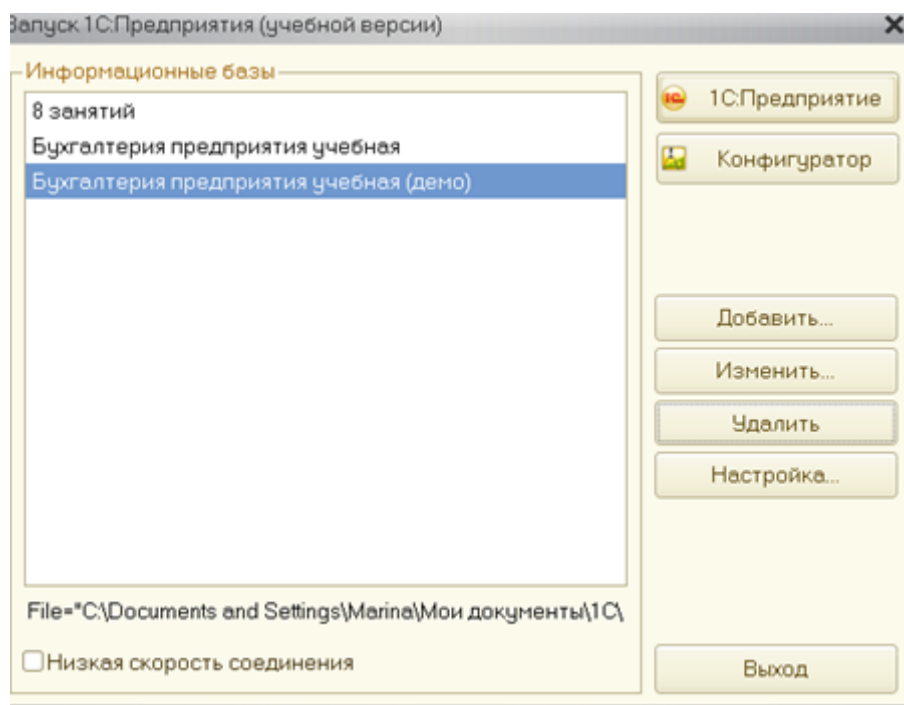 Запуск 1С:Предприятия (учебной версии)
Информационные базы
8 занятий
Бухгалтерия предприятия учебная
Бухгалтерия предприятия учебная (демо)
File="C:\Documents and Settings\Marina\Мои документы\1С\
Низкая скорость соединения
1С:Предприятие
Конфигуратор
Добавить...
Изменить...
Удалить
Настройка...
Выход